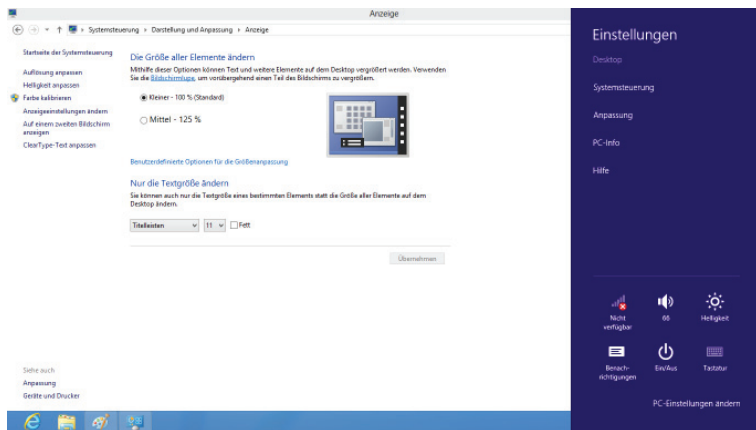 Anzeige
Systemsteuerung
Darstellung und Anpassung
Anzeige
Startseite der Systemsteuerung
Auflösung anpassen
Helligkeit anpassen
Farbe kalibrieren
Anzeigeeinstellungen ändern
Auf einem zweiten Bildschirm
anzeigen
ClearType-Text anpassen
Siehe auch
Anpassung
Geräte und Drucker
Die Größe aller Elemente ändern
Mithilfe dieser Optionen können Text und weitere Elemente auf dem Desktop vergrößert werden. Verwenden
Sie die Bildschirmlupe, um vorübergehend einen Teil des Bildschirms zu vergrößern.
Kleiner - 100 % (Standard)
Mittel - 125 %
Benutzerdefinierte Optionen für die Größenanpassung
Nur die Textgröße ändern
Sie können auch nur die Textgröße eines bestimmten Elements statt die Größe aller Elemente auf dem
Desktop ändern.
Titelleisten 11 Fett
Übernehmen
Einstellungen
Desktop
Systemsteuerung
Anpassung
PC-Info
Hilfe
Nicht
verfügbar
66
Helligkeit
Benach-
richtigungen
Ein/Aus
Tastatur
PC-Einstellungen ändern